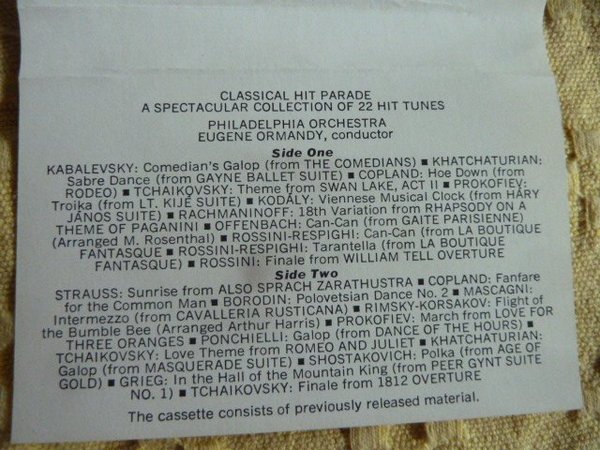 CLASSICAL HIT PARADE
A SPECTACULAR COLLECTION OF 22 HIT TUNES
PHILADELPHIA ORCHESTRA
EUGENE ORMANDY, conductor
Side One
KABALEVSKY: Comedian's Galop (from THE COMEDIANS) ■ KHATCHATURIAN:
Sabre Dance (from GAYNE BALLET SUITE) ■ COPLAND: Hoe Down (from
RODEO) ■ TCHAIKOVSKY: Theme from SWAN LAKE, ACT II ■ PROKOFIEV:
Troika (from LT. KIJÉ SUITE) ■ KODÁLY: Viennese Musical Clock (from HÁRY
JÁNOS SUITE) ■ RACHMANINOFF: 18th Variation from RHAPSODY ON A
THEME OF PAGANINI ■ OFFENBACH: Can-Can (from GAITE PARISIENNE)
(Arranged M. Rosenthal) ■ ROSSINI-RESPIGHI: Can-Can (from LA BOUTIQUE
FANTASQUE ■ ROSSINI-RESPIGHI: Tarantella (from LA BOUTIQUE
FANTASQUE) ■ ROSSINI: Finale from WILLIAM TELL OVERTURE
Side Two
STRAUSS: Sunrise from ALSO SPRACH ZARATHUSTRA ■ COPLAND: Fanfare
for the Common Man ■ BORODIN: Polovetsian Dance No. 2 ■ MASCAGNI:
Intermezzo (from CAVALLERIA RUSTICANA) ■ RIMSKY-KORSAKOV: Flight of
the Bumble Bee (Arranged Arthur Harris) ■ PROKOFIEV: March from LOVE FOR
THREE ORANGES ■ PONCHIELLI: Galop (from DANCE OF THE HOURS) ■
TCHAIKOVSKY: Love Theme from ROMEO AND JULIET ■ KHATCHATURIAN:
Galop (from MASQUERADE SUITE) ■ SHOSTAKOVICH: Polka (from AGE OF
GOLD) ■ GRIEG: In the Hall of the Mountain King (from PEER GYNT SUITE
NO. 1) ■ TCHAIKOVSKY: Finale from 1812 OVERTURE
The cassette consists of previously released material.